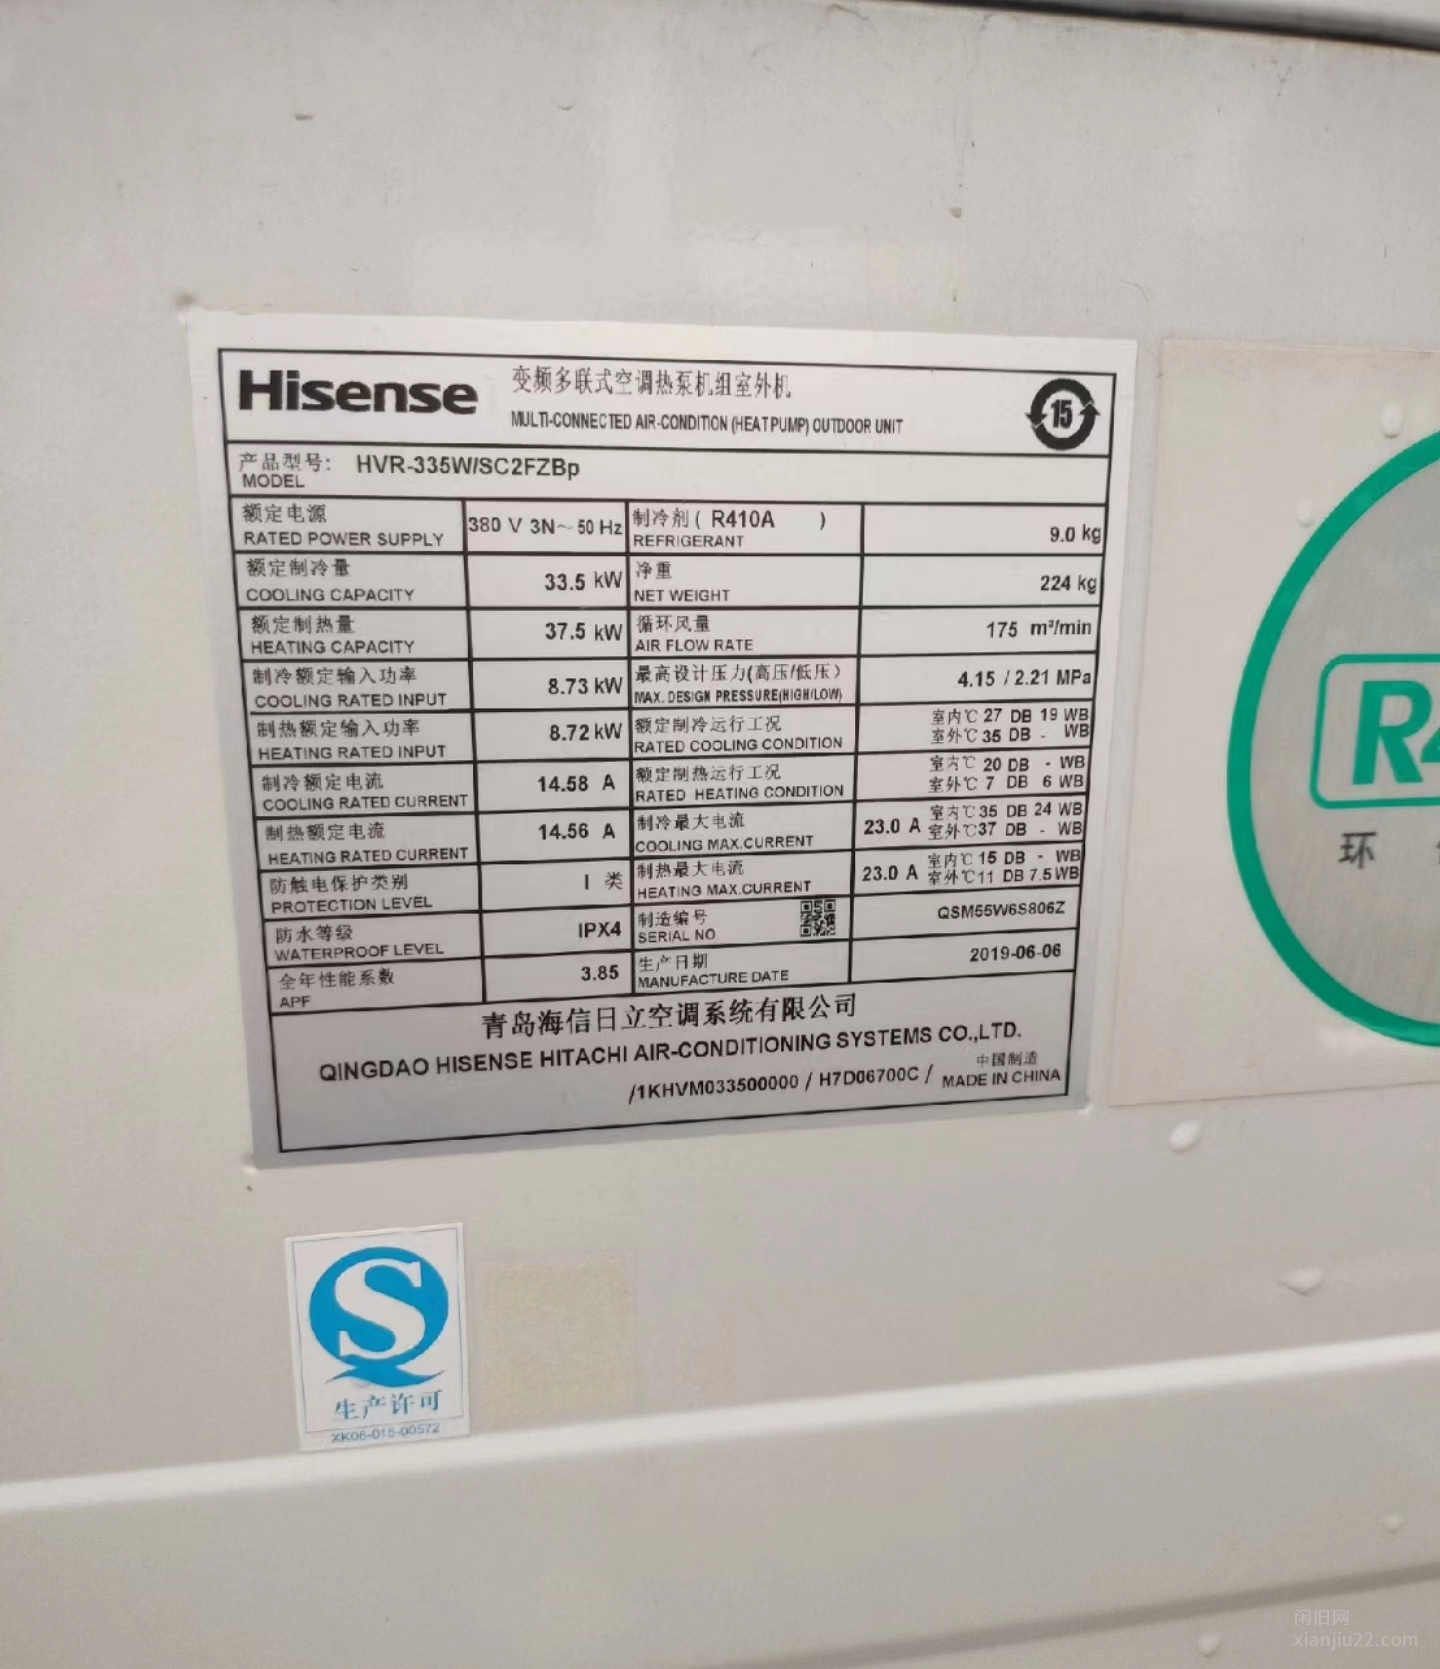 Hisense
变频多联式空调热泵机组室外机
MULTI-CONNECTED AIR-CONDITION (HEAT PUMP) OUTDOOR UNIT
15
产品型号: HVR-335W/SC2FZBp
MODEL
额定电源
RATED POWER SUPPLY
380 V 3N～50 Hz
制冷剂( R410A )
REFRIGERANT
9.0 kg
额定制冷量
COOLING CAPACITY
33.5 kW
净重
NET WEIGHT
224 kg
额定制热量
HEATING CAPACITY
37.5 kW
循环风量
AIR FLOW RATE
175 m³/min
制冷额定输入功率
COOLING RATED INPUT
8.73 kW
最高设计压力(高压/低压)
MAX. DESIGN PRESSURE(HIGH/LOW)
4.15 / 2.21 MPa
制热额定输入功率
HEATING RATED INPUT
8.72 kW
额定制冷运行工况
RATED COOLING CONDITION
室内℃ 27 DB 19 WB
室外℃ 35 DB - WB
制冷额定电流
COOLING RATED CURRENT
14.58 A
额定制热运行工况
RATED HEATING CONDITION
室内℃ 20 DB - WB
室外℃ 7 DB 6 WB
制热额定电流
HEATING RATED CURRENT
14.56 A
制冷最大电流
COOLING MAX.CURRENT
23.0 A
室内℃ 35 DB 24 WB
室外℃ 37 DB - WB
防触电保护类别
PROTECTION LEVEL
I 类
制热最大电流
HEATING MAX.CURRENT
23.0 A
室内℃ 15 DB - WB
室外℃ 11 DB 7.5 WB
防水等级
WATERPROOF LEVEL
IPX4
制造编号
SERIAL NO
QSM55W6S806Z
全年性能系数
APF
3.85
生产日期
MANUFACTURE DATE
2019-06-06
青岛海信日立空调系统有限公司
QINGDAO HISENSE HITACHI AIR-CONDITIONING SYSTEMS CO.,LTD.
中国制造
/1KHVM033500000 / H7D06700C / MADE IN CHINA
R4
环
生产许可
XK06-015-00572
闲旧网
xianjiu22.com